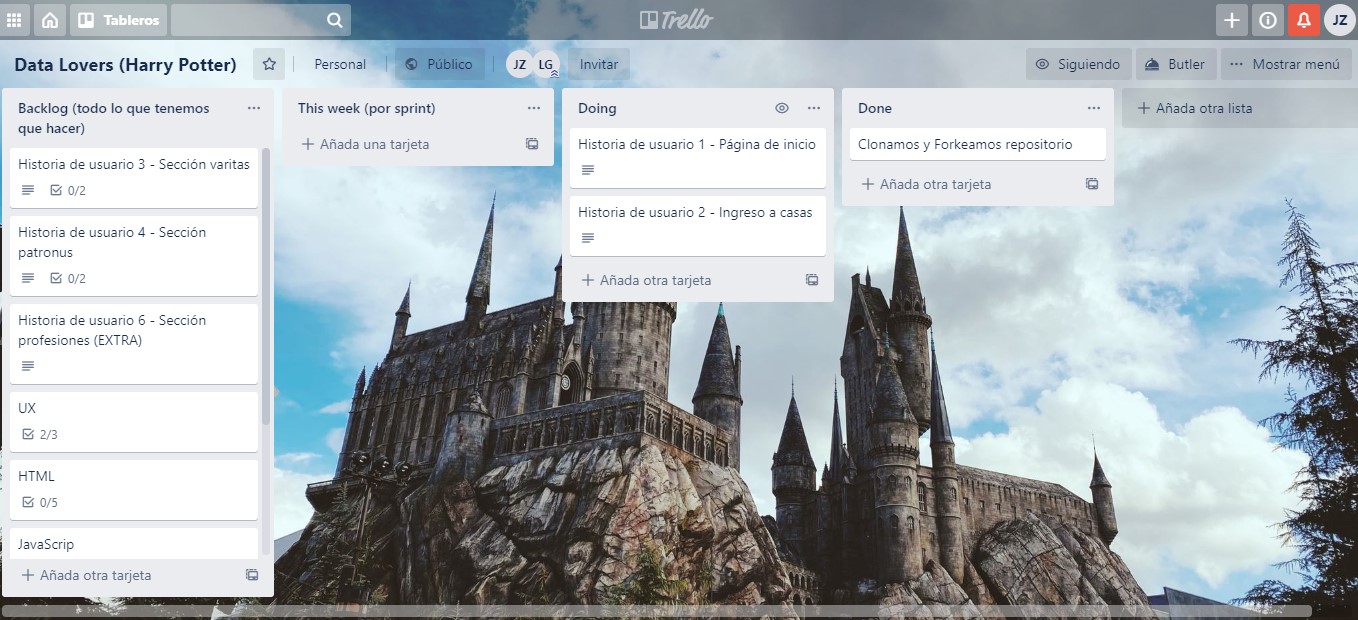 Tableros
Trello
JZ
Data Lovers (Harry Potter)
Personal
Público
JZ
LG
Invitar
Siguiendo
Butler
Mostrar menú
Backlog (todo lo que tenemos
que hacer)
Historia de usuario 3 - Sección varitas
0/2
Historia de usuario 4 - Sección
patronus
0/2
Historia de usuario 6 - Sección
profesiones (EXTRA)
UX
2/3
HTML
0/5
JavaScrip
Añada otra tarjeta
This week (por sprint)
Añada una tarjeta
Doing
Historia de usuario 1 - Página de inicio
Historia de usuario 2 - Ingreso a casas
Añada otra tarjeta
Done
Clonamos y Forkeamos repositorio
Añada otra tarjeta
Añada otra lista